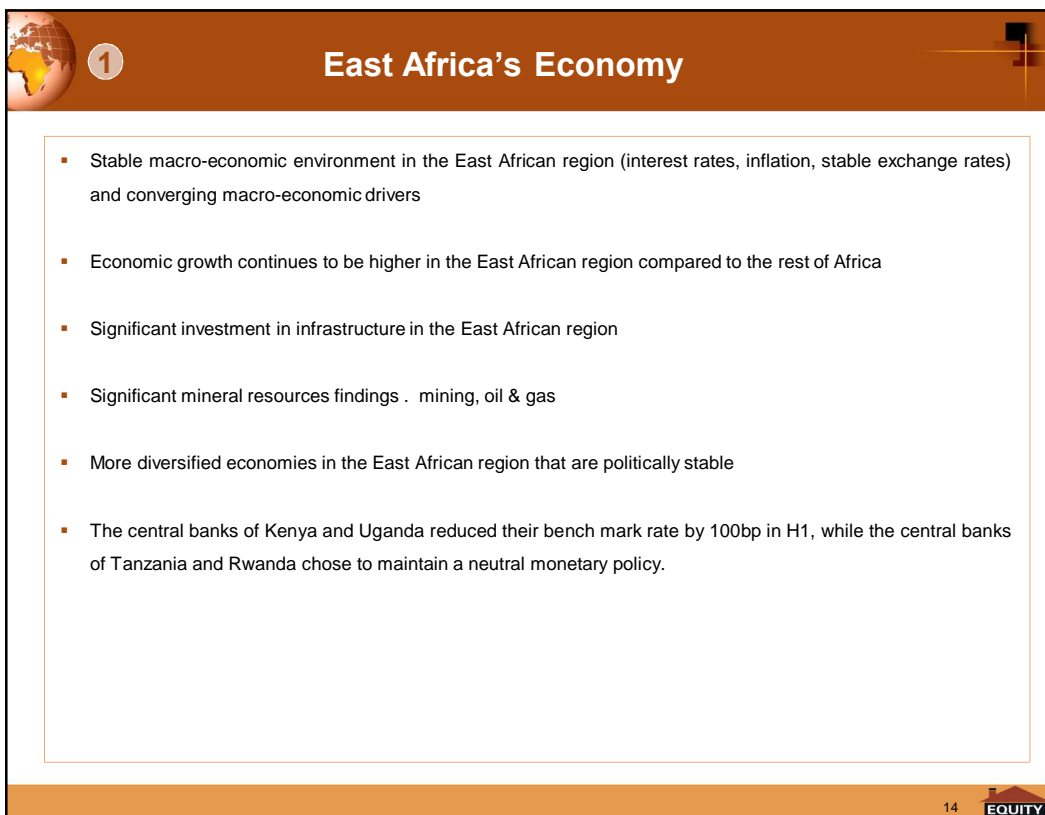 1
East Africa's Economy
▪ Stable macro-economic environment in the East African region (interest rates, inflation, stable exchange rates)
and converging macro-economic drivers
▪ Economic growth continues to be higher in the East African region compared to the rest of Africa
▪ Significant investment in infrastructure in the East African region
▪ Significant mineral resources findings . mining, oil & gas
▪ More diversified economies in the East African region that are politically stable
▪ The central banks of Kenya and Uganda reduced their bench mark rate by 100bp in H1, while the central banks
of Tanzania and Rwanda chose to maintain a neutral monetary policy.
14
EQUITY